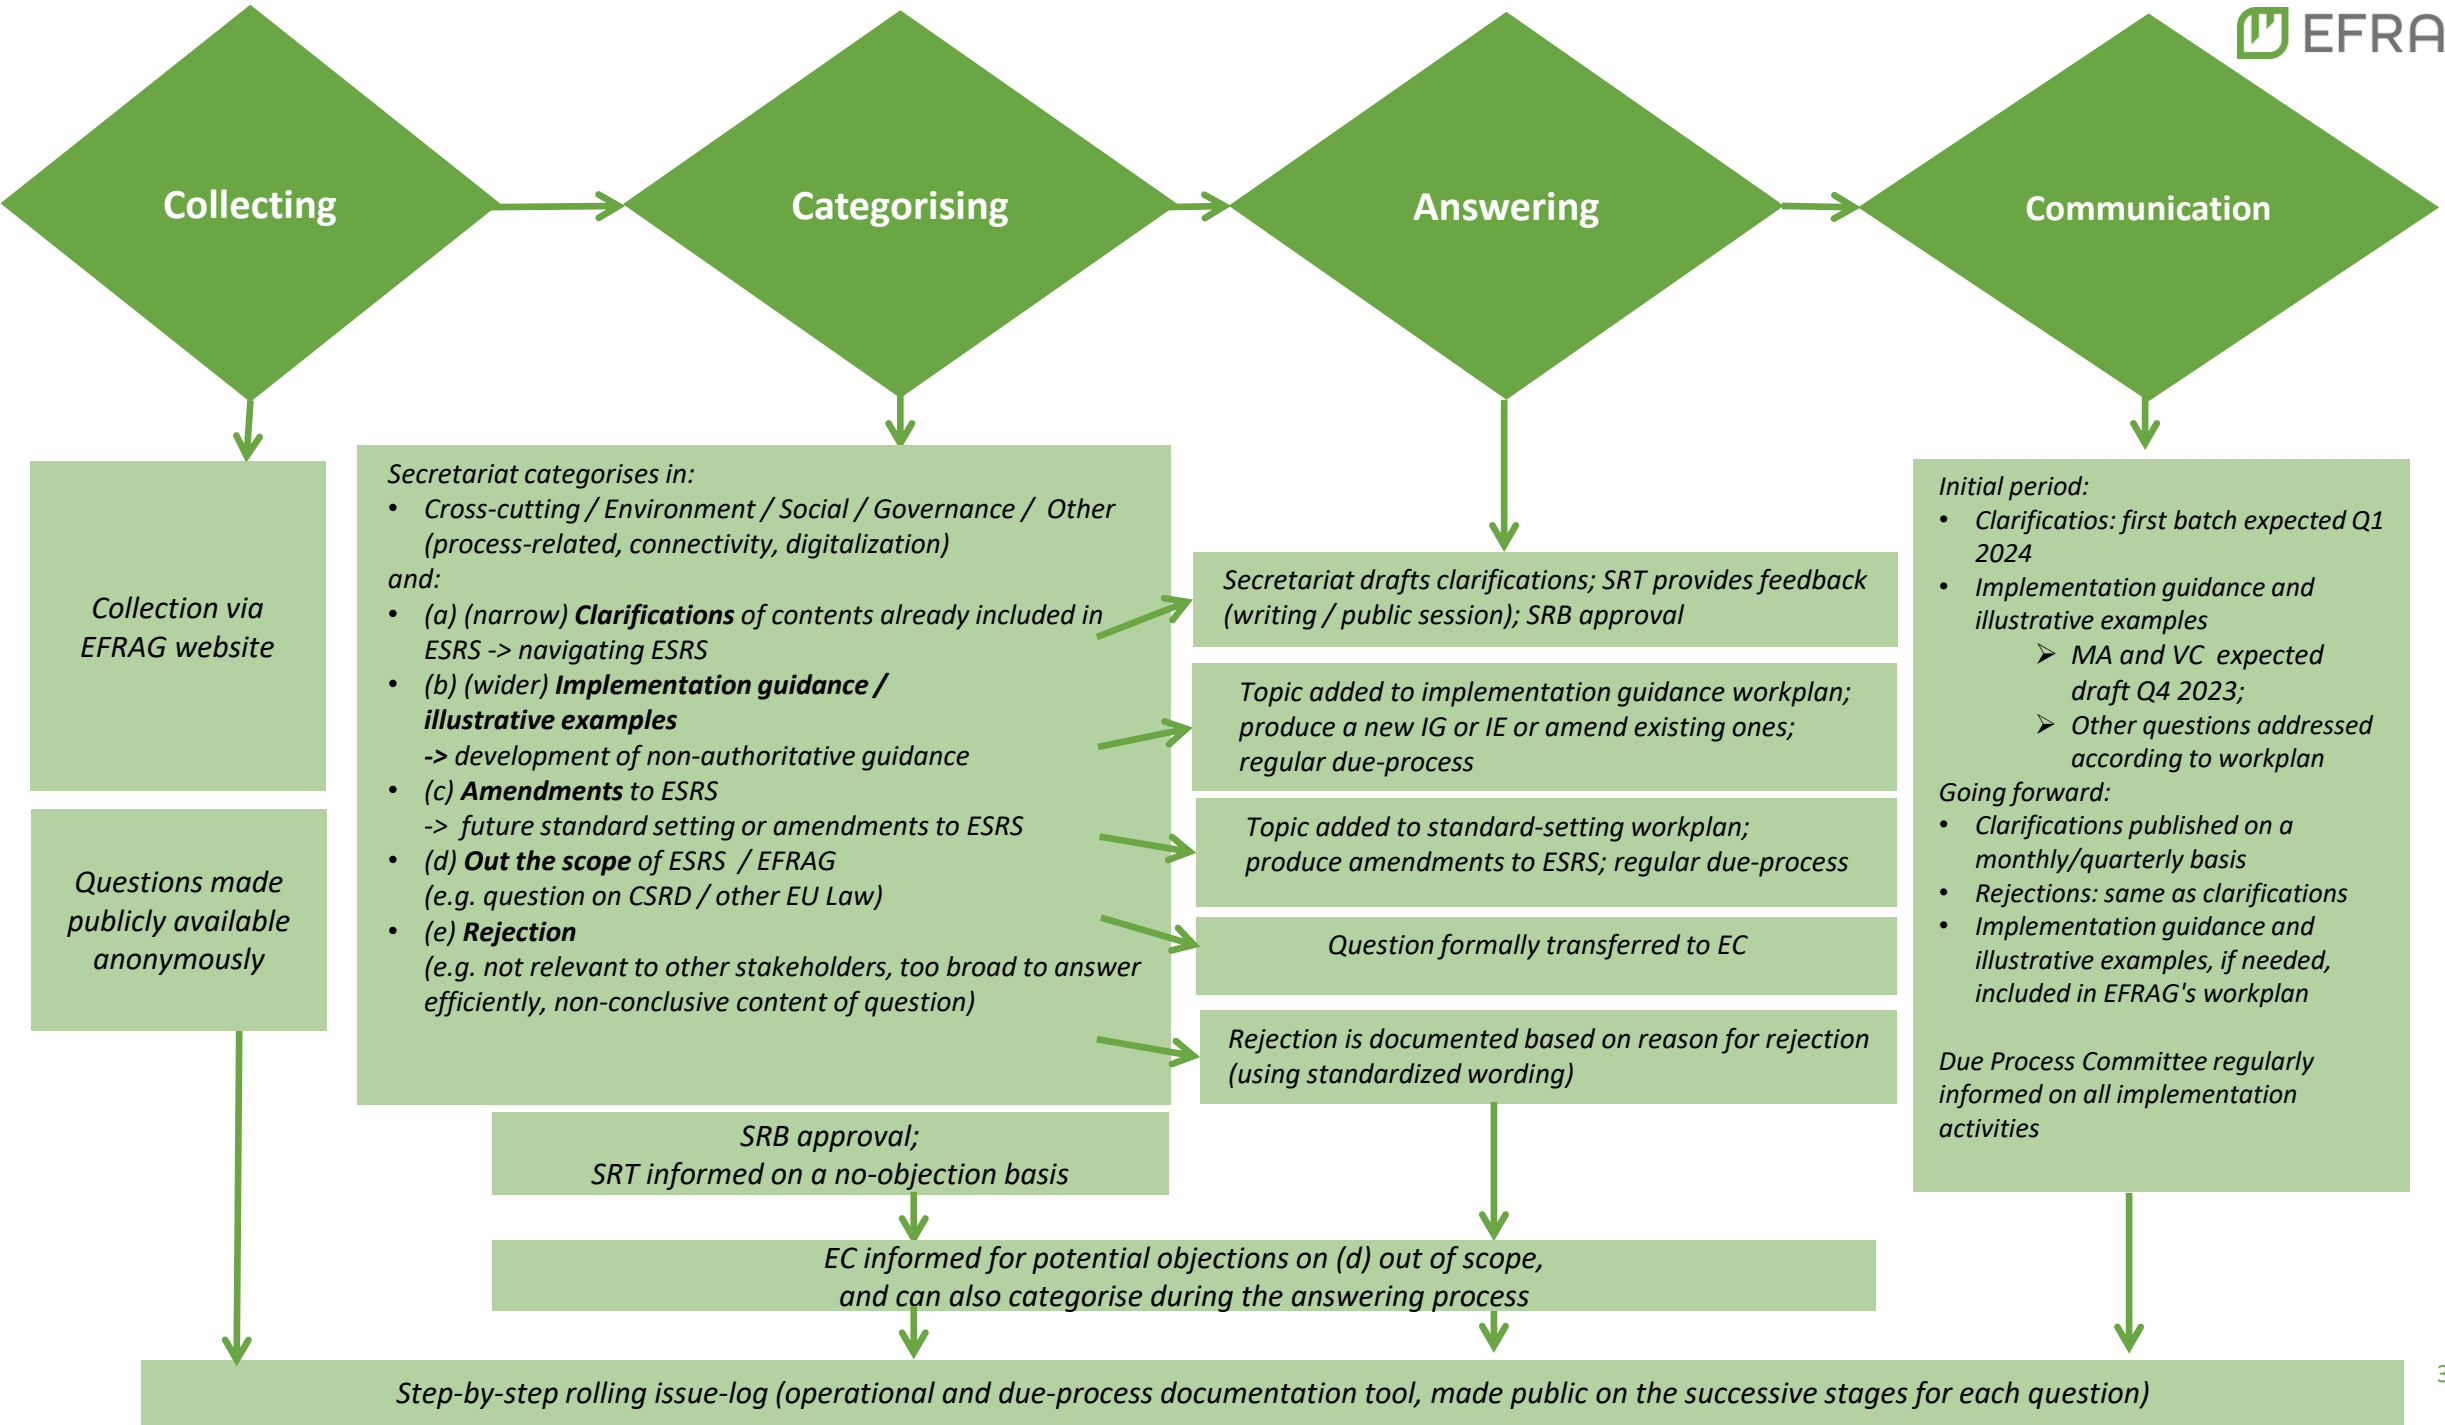 EFRA
Collecting
Categorising
Answering
Communication
Collection via
EFRAG website
Questions made
publicly available
anonymously
Secretariat categorises in:
• Cross-cutting / Environment / Social / Governance / Other
(process-related, connectivity, digitalization)
and:
• (a) (narrow) Clarifications of contents already included in
ESRS -> navigating ESRS
• (b) (wider) Implementation guidance /
illustrative examples
-> development of non-authoritative guidance
• (c) Amendments to ESRS
-> future standard setting or amendments to ESRS
• (d) Out the scope of ESRS / EFRAG
(e.g. question on CSRD / other EU Law)
• (e) Rejection
(e.g. not relevant to other stakeholders, too broad to answer
efficiently, non-conclusive content of question)
SRB approval;
SRT informed on a no-objection basis
Secretariat drafts clarifications; SRT provides feedback
(writing / public session); SRB approval
Topic added to implementation guidance workplan;
produce a new IG or IE or amend existing ones;
regular due-process
Topic added to standard-setting workplan;
produce amendments to ESRS; regular due-process
Question formally transferred to EC
Rejection is documented based on reason for rejection
(using standardized wording)
EC informed for potential objections on (d) out of scope,
and can also categorise during the answering process
Initial period:
• Clarificatios: first batch expected Q1
2024
• Implementation guidance and
illustrative examples
➢ MA and VC expected
draft Q4 2023;
➢ Other questions addressed
according to workplan
Going forward:
• Clarifications published on a
monthly/quarterly basis
• Rejections: same as clarifications
• Implementation guidance and
illustrative examples, if needed,
included in EFRAG's workplan
Due Process Committee regularly
informed on all implementation
activities
Step-by-step rolling issue-log (operational and due-process documentation tool, made public on the successive stages for each question)
3